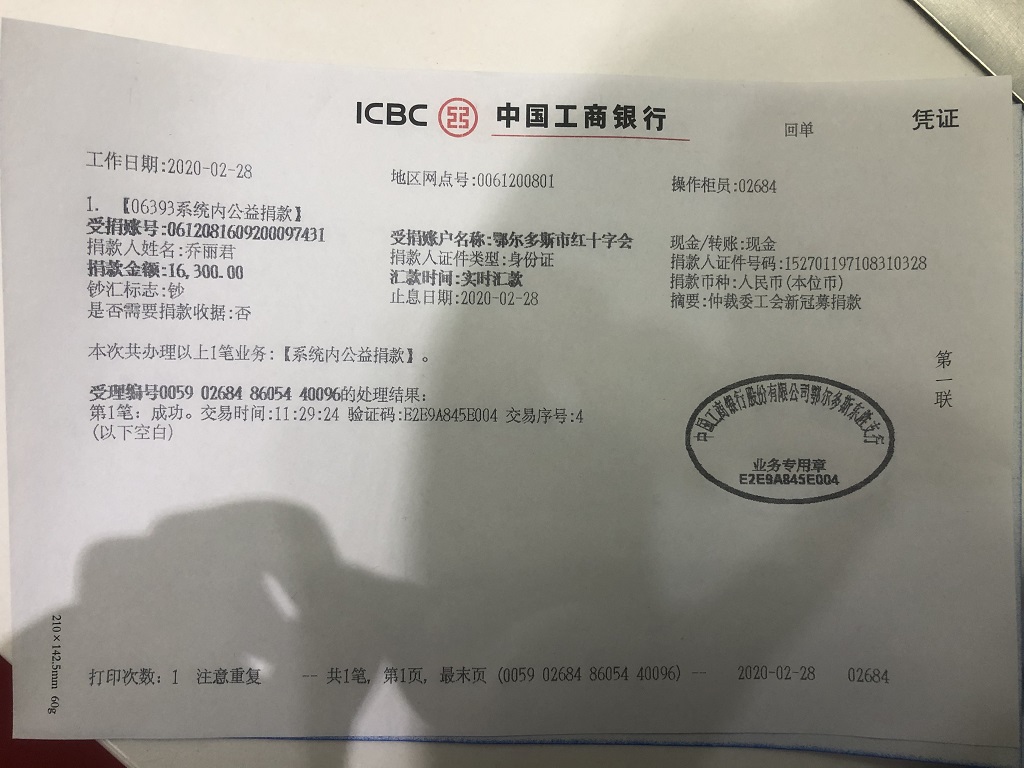 ICBC 中国工商银行 回单 凭证
工作日期:2020-02-28 地区网点号:0061200801 操作柜员:02684
1. 【06393系统内公益捐款】
受捐账号:0612081609200097431 受捐账户名称:鄂尔多斯市红十字会 现金/转账:现金
捐款人姓名:乔丽君 捐款人证件类型:身份证 捐款人证件号码:152701197108310328
捐款金额:16,300.00 汇款时间:实时汇款 捐款币种:人民币(本位币)
钞汇标志:钞 止息日期:2020-02-28 摘要:仲裁委工会新冠募捐款
是否需要捐款收据:否
本次共办理以上1笔业务:【系统内公益捐款】。
第一联
受理编号0059 02684 86054 40096的处理结果:
第1笔: 成功。交易时间:11:29:24 验证码:E2E9A845E004 交易序号:4
(以下空白)
中国工商银行股份有限公司鄂尔多斯东胜支行
业务专用章
E2E9A845E004
210×142.5mm 60g
打印次数: 1 注意重复 -- 共1笔, 第1页, 最末页 (0059 02684 86054 40096) -- 2020-02-28 02684